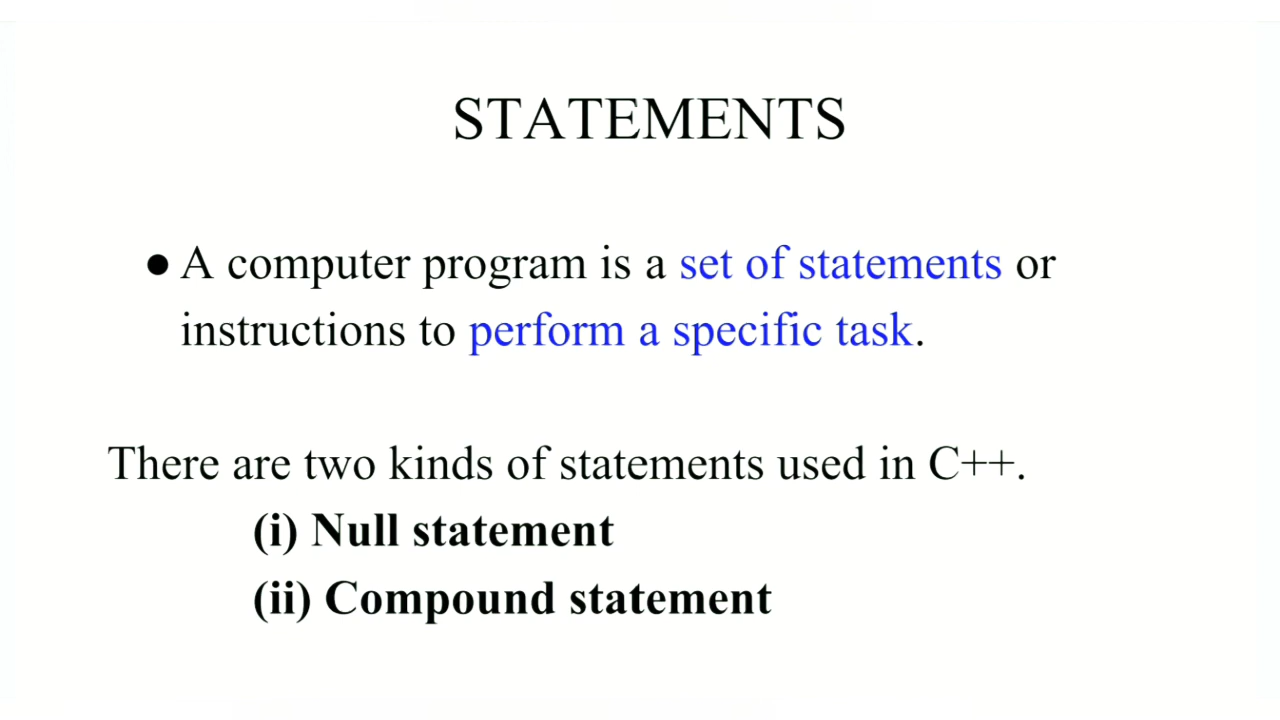 STATEMENTS
● A computer program is a set of statements or
instructions to perform a specific task.
There are two kinds of statements used in C++.
(i) Null statement
(ii) Compound statement